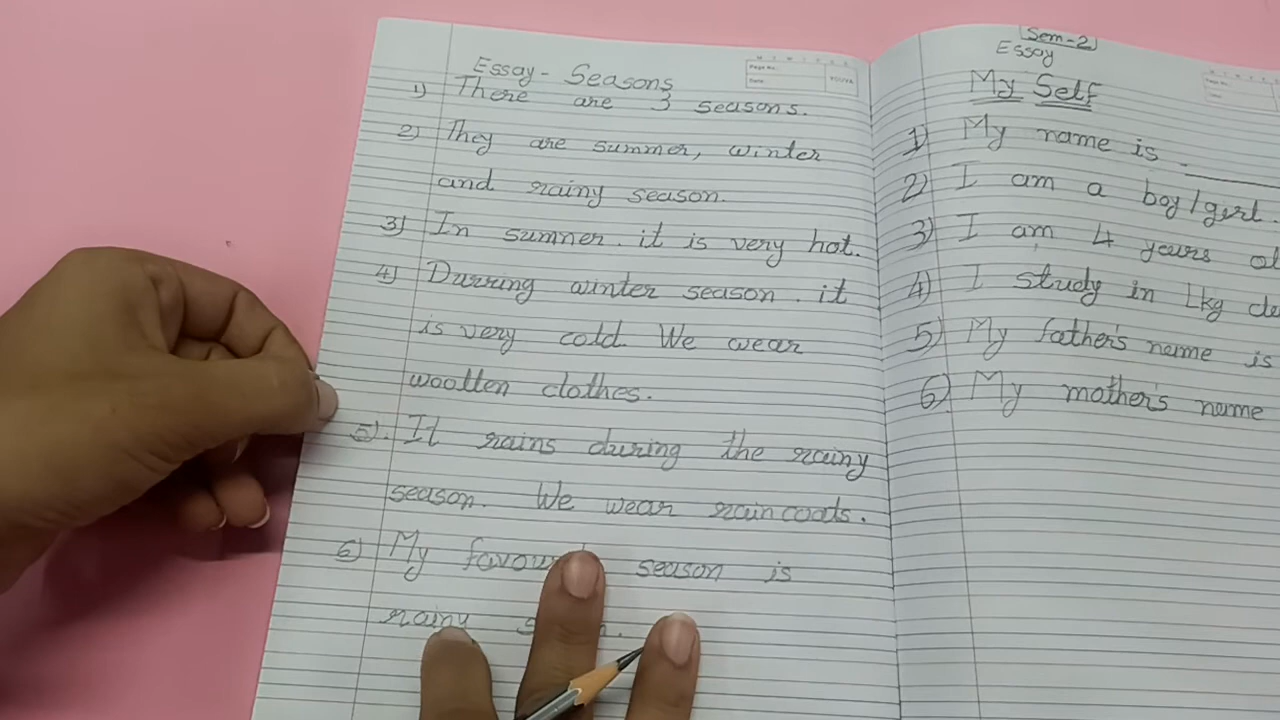 Essay - Seasons
1) There are 3 seasons.
2) They are summer, winter
and rainy season.
3) In summer. it is very hot.
4) Durring winter season. it
is very cold. We wear
woollen clothes.
5). It rains during the rainy
season. We wear raincoats.
6) My season is
rainy
Sem-2
Essay
My Self
1) My name is
2) I am a boy/girl.
3) I am 4 years
4) I study in Lkg
5) My father's name is
6) My mother's name